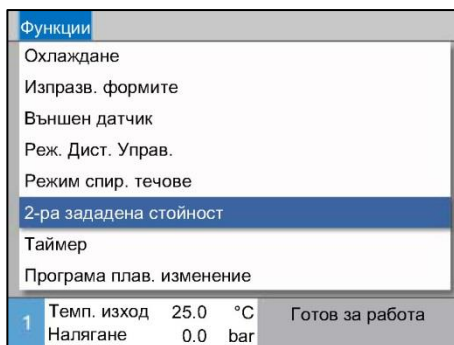 Функции
Охлаждане
Изпразв. формите
Външен датчик
Реж. Дист. Управ.
Режим спир. течове
2-ра зададена стойност
Таймер
Програма плав. изменение
1 Темп. изход 25.0 °C Готов за работа
Налягане 0.0 bar